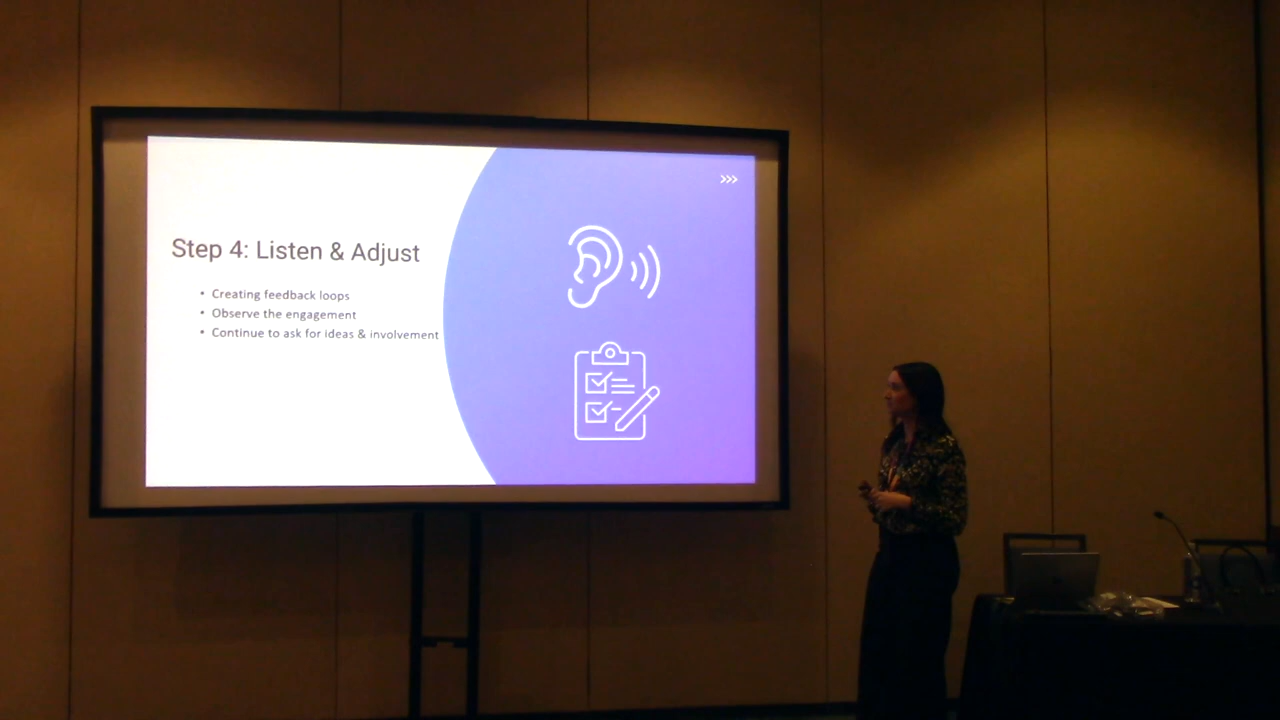 Step 4: Listen & Adjust
• Creating feedback loops
• Observe the engagement
• Continue to ask for ideas & involvement